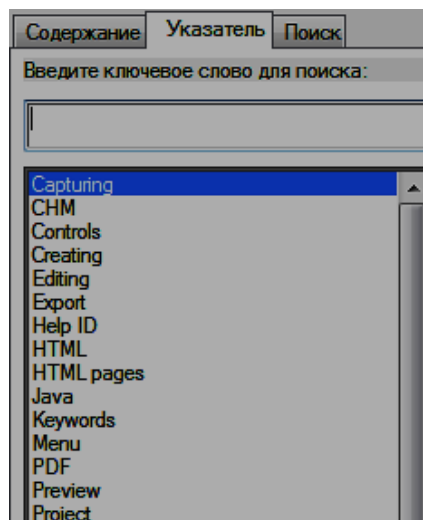 Содержание Указатель Поиск
Введите ключевое слово для поиска:
Capturing
CHM
Controls
Creating
Editing
Export
Help ID
HTML
HTML pages
Java
Keywords
Menu
PDF
Preview
Project